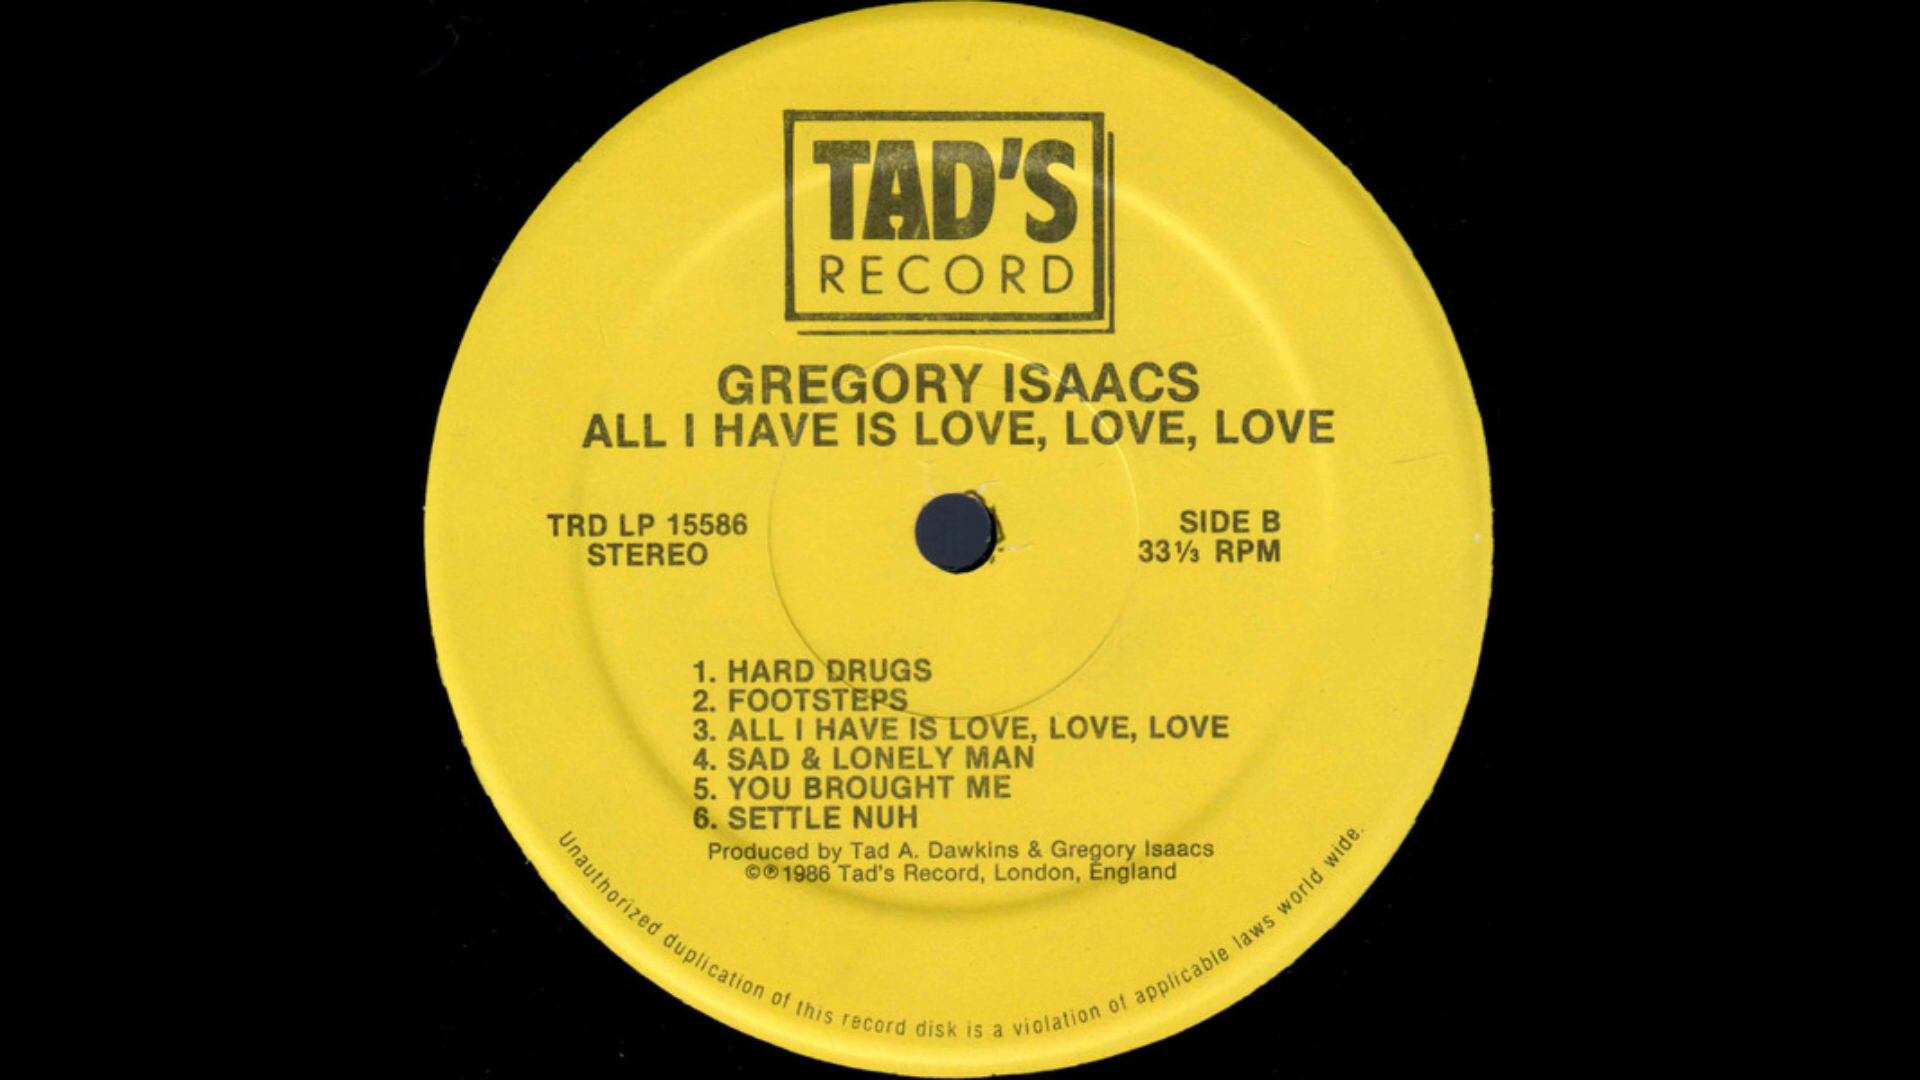 TAD'S
RECORD
GREGORY ISAACS
ALL I HAVE IS LOVE, LOVE, LOVE
TRD LP 15586
STEREO
SIDE B
33⅓ RPM
1. HARD DRUGS
2. FOOTSTEPS
3. ALL I HAVE IS LOVE, LOVE, LOVE
4. SAD & LONELY MAN
5. YOU BROUGHT ME
6. SETTLE NUH
Produced by Tad A. Dawkins & Gregory Isaacs
©℗1986 Tad's Record, London, England
Unauthorized duplication of this record disk is a violation of applicable laws world wide.